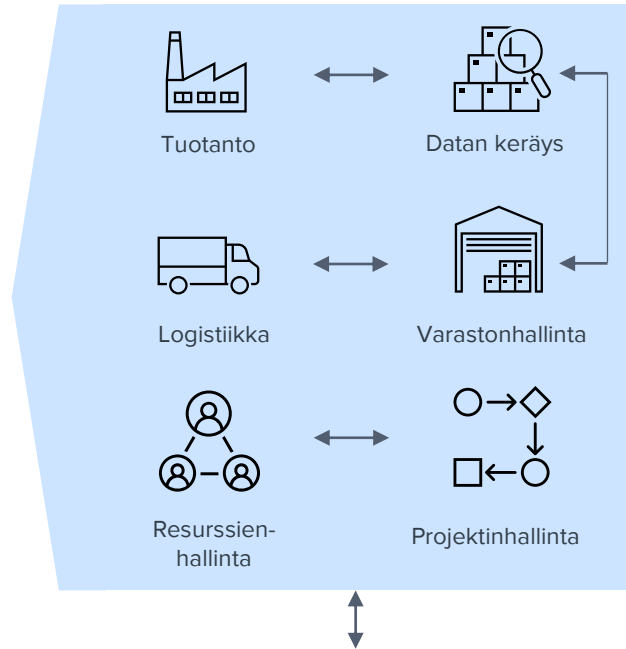 Tuotanto
Datan keräys
Logistiikka
Varastonhallinta
Resurssien-
hallinta
Projektinhallinta